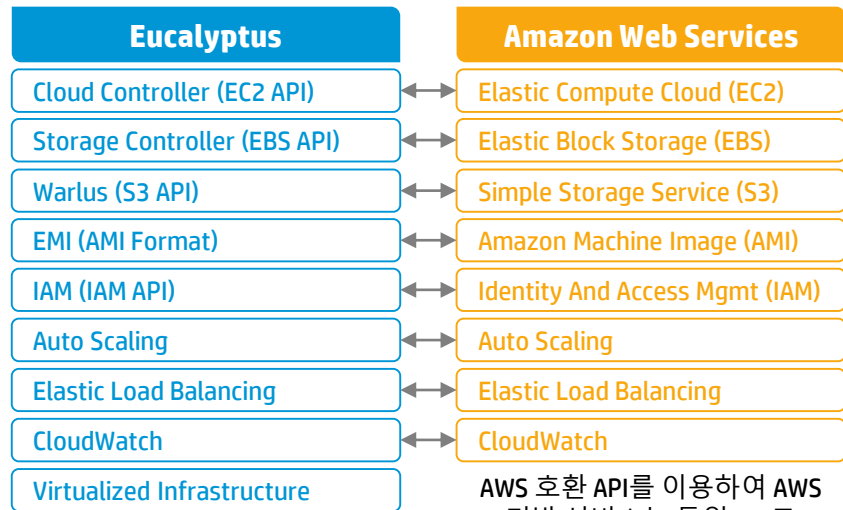 Eucalyptus Amazon Web Services
Cloud Controller (EC2 API) Elastic Compute Cloud (EC2)
Storage Controller (EBS API) Elastic Block Storage (EBS)
Warlus (S3 API) Simple Storage Service (S3)
EMI (AMI Format) Amazon Machine Image (AMI)
IAM (IAM API) Identity And Access Mgmt (IAM)
Auto Scaling Auto Scaling
Elastic Load Balancing Elastic Load Balancing
CloudWatch CloudWatch
Virtualized Infrastructure
AWS 호환 API를 이용하여 AWS